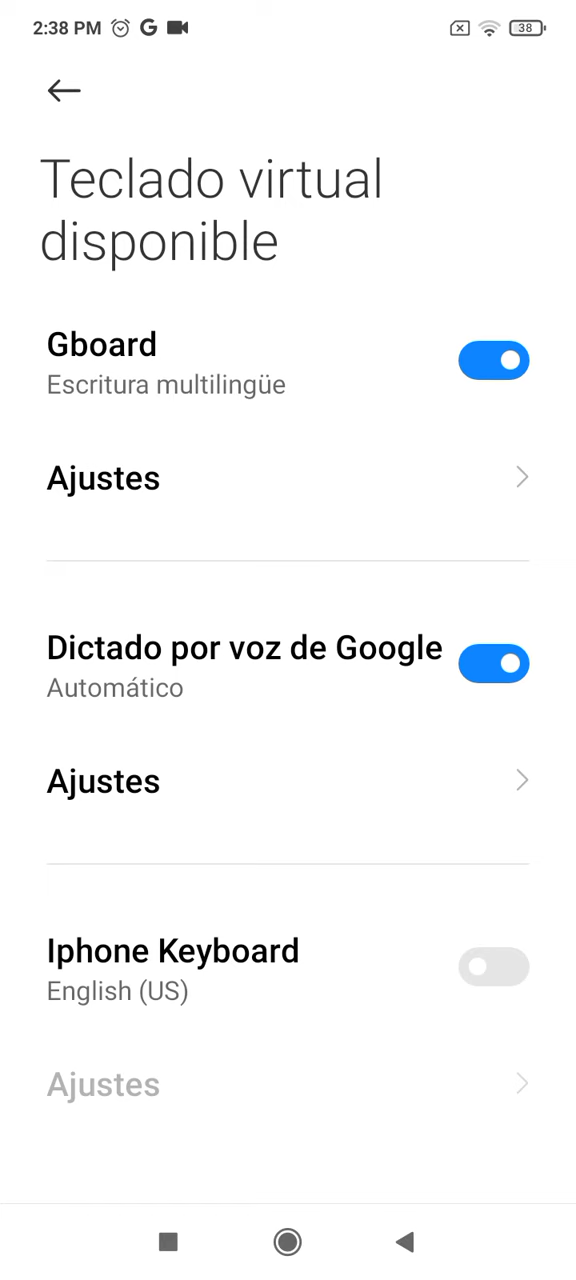 2:38 PM G 38
Teclado virtual
disponible
Gboard
Escritura multilingüe
Ajustes
Dictado por voz de Google
Automático
Ajustes
Iphone Keyboard
English (US)
Ajustes